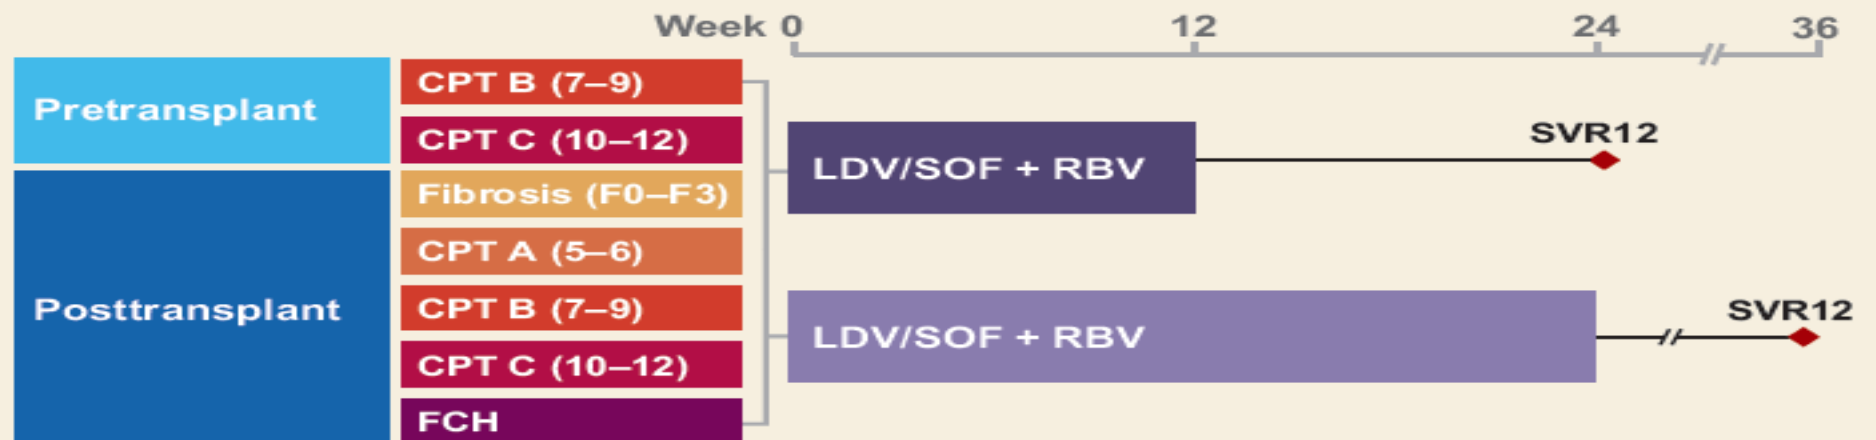 Week 0 12 24 36
Pretransplant
CPT B (7–9)
CPT C (10–12)
LDV/SOF + RBV
SVR12
Posttransplant
Fibrosis (F0–F3)
CPT A (5–6)
CPT B (7–9)
CPT C (10–12)
FCH
LDV/SOF + RBV
SVR12